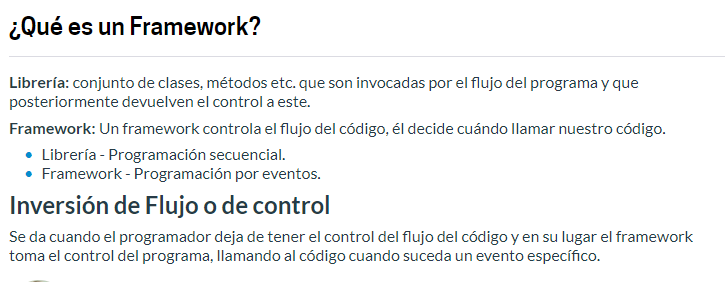 ¿Qué es un Framework?
Librería: conjunto de clases, métodos etc. que son invocadas por el flujo del programa y que
posteriormente devuelven el control a este.
Framework: Un framework controla el flujo del código, él decide cuándo llamar nuestro código.
• Librería - Programación secuencial.
• Framework - Programación por eventos.
Inversión de Flujo o de control
Se da cuando el programador deja de tener el control del flujo del código y en su lugar el framework
toma el control del programa, llamando al código cuando suceda un evento específico.